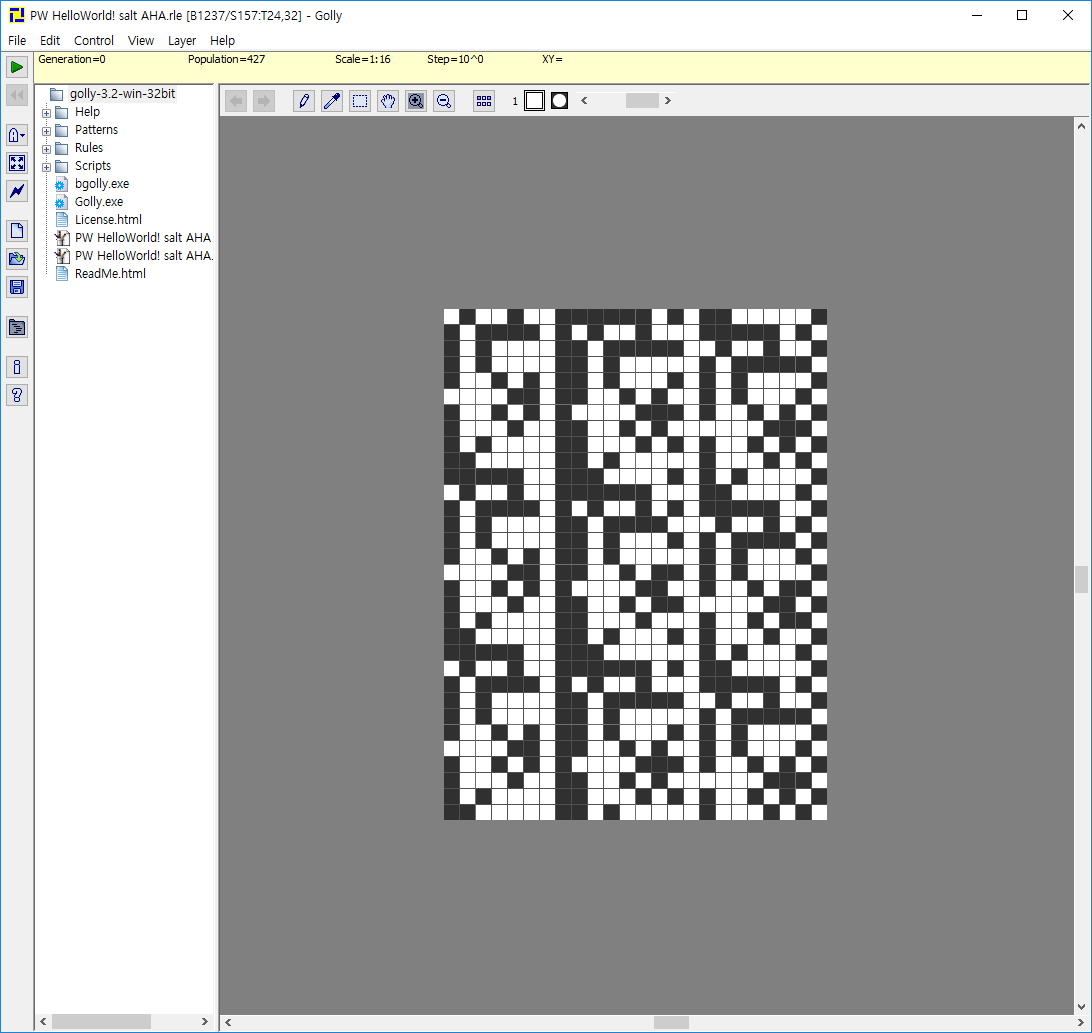 PW HelloWorld! salt AHA.rle [B1237/S157:T24,32] - Golly
File Edit Control View Layer Help
Generation=0 Population=427 Scale=1:16 Step=10^0 XY=
golly-3.2-win-32bit
1
Help
Patterns
Rules
Scripts
bgolly.exe
Golly.exe
License.html
PW HelloWorld! salt AHA
PW HelloWorld! salt AHA.
ReadMe.html